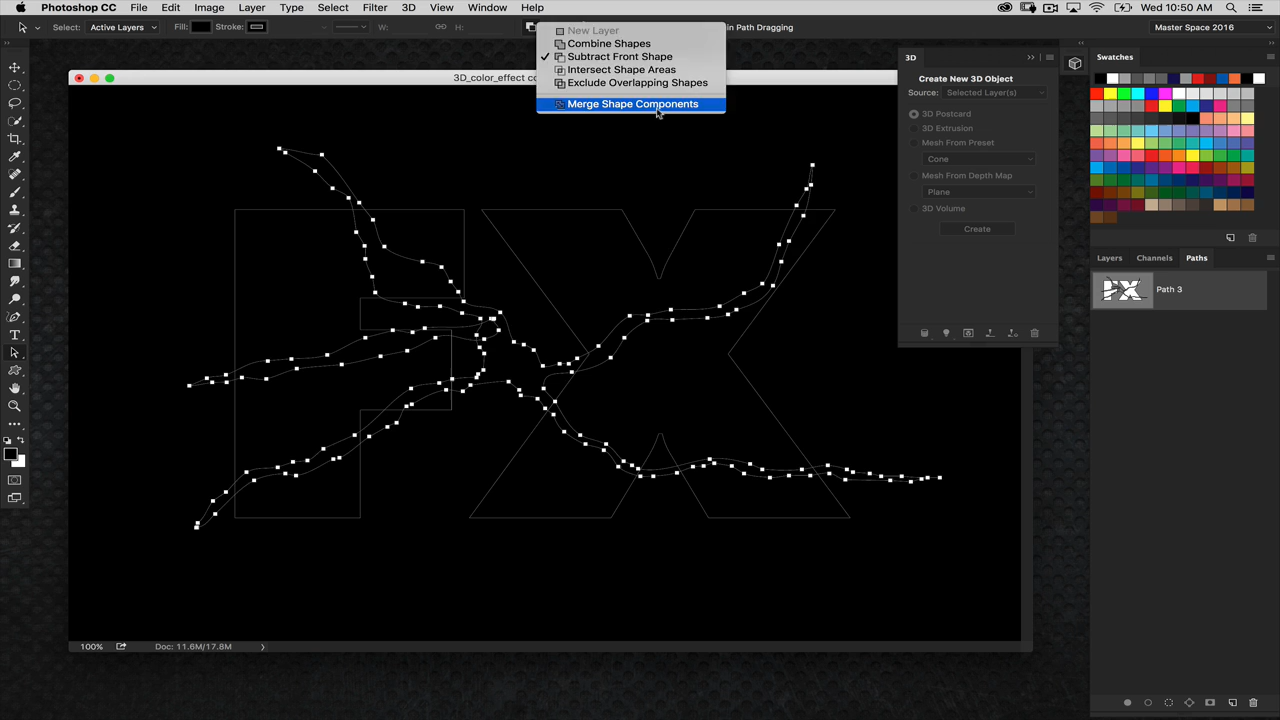 Photoshop CC File Edit Image Layer Type Select Filter 3D View Window Help Wed 10:50 AM Master Space 2016
Select: Active Layers Fill: Stroke: W: H: in Path Dragging Master Space 2016
New Layer
Combine Shapes
Subtract Front Shape
Intersect Shape Areas
Exclude Overlapping Shapes
Merge Shape Components
3D_color_effect co
3D
Create New 3D Object
Source: Selected Layer(s)
3D Postcard
3D Extrusion
Mesh From Preset
Cone
Mesh From Depth Map
Plane
3D Volume
Create
Swatches
Layers Channels Paths
Path 3
100% Doc: 11.6M/17.8M